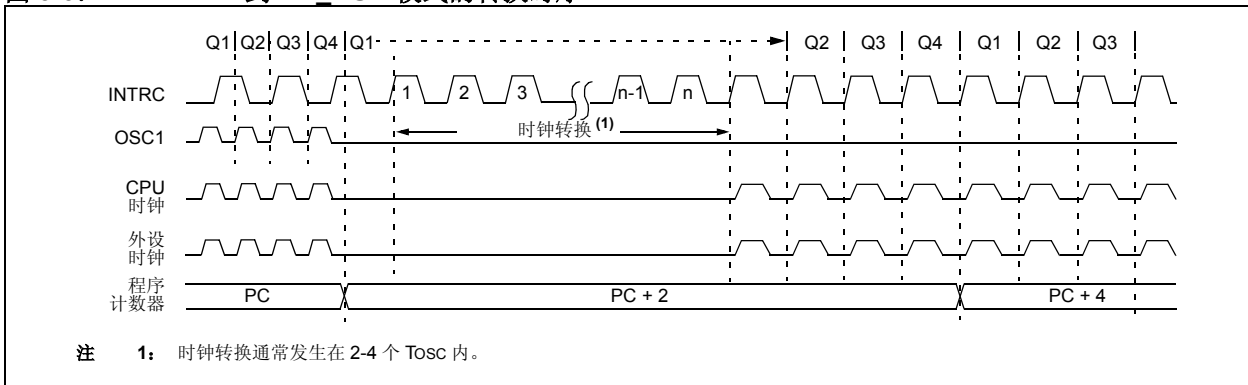 Q1 Q2 Q3 Q4 Q1 Q2 Q3 Q4 Q1 Q2 Q3
INTRC 1 2 3 n-1 n
时钟转换(1)
OSC1
CPU
时钟
外设
时钟
程序
计数器 PC PC + 2 PC + 4
注 1: 时钟转换通常发生在 2-4 个 TOSC 内。